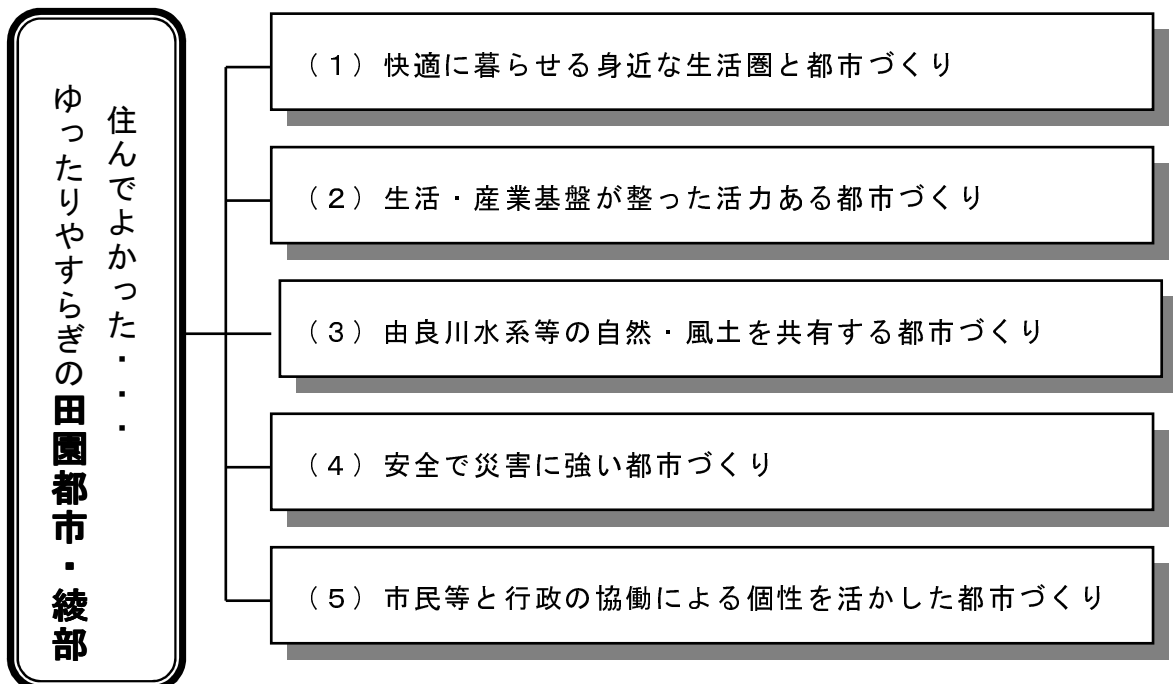 住んでよかった・・・
ゆったりやすらぎの田園都市・綾部
（１）快適に暮らせる身近な生活圏と都市づくり
（２）生活・産業基盤が整った活力ある都市づくり
（３）由良川水系等の自然・風土を共有する都市づくり
（４）安全で災害に強い都市づくり
（５）市民等と行政の協働による個性を活かした都市づくり